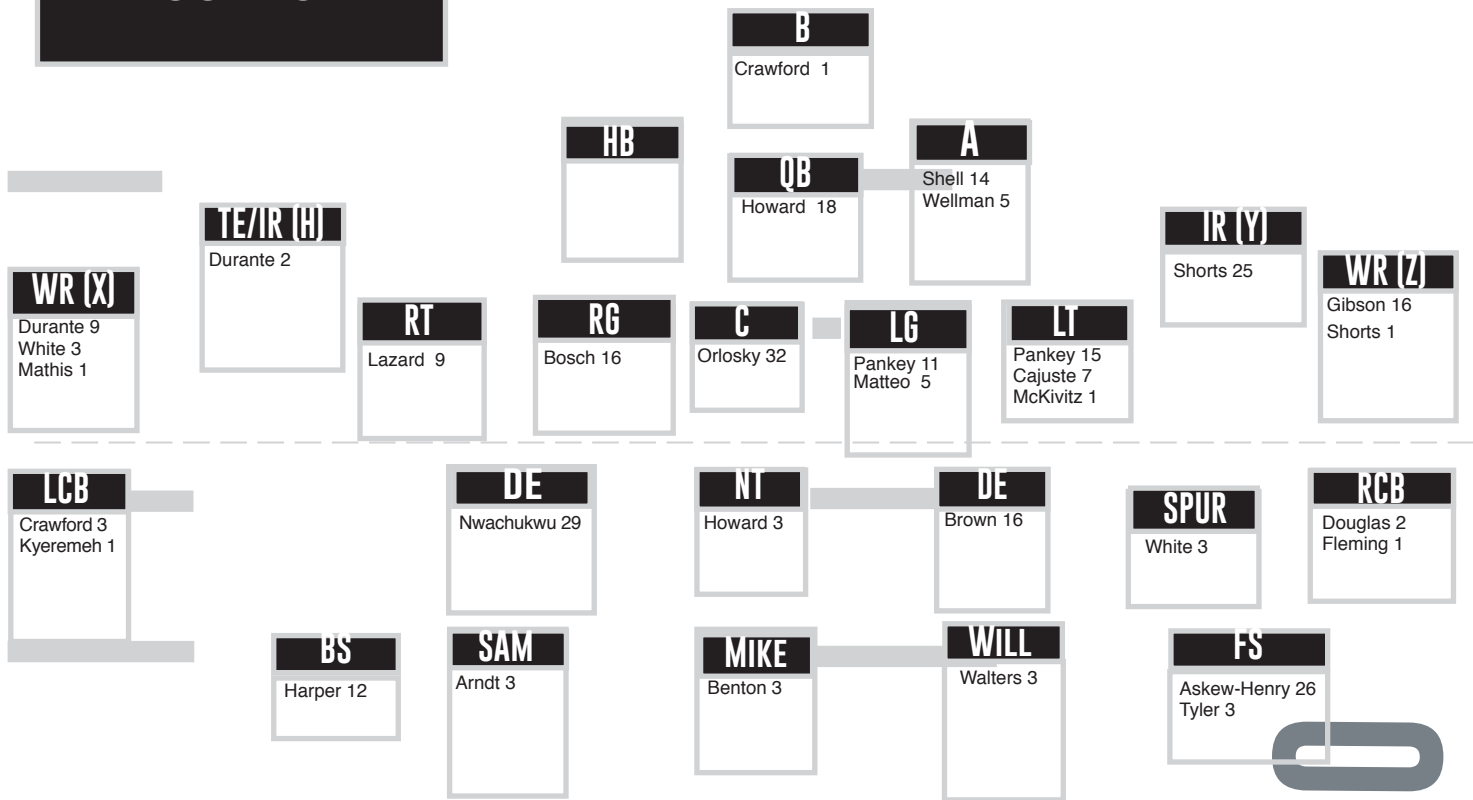 B
Crawford 1
HB
QB
Howard 18
A
Shell 14
Wellman 5
TE/IR (H)
Durante 2
IR (Y)
Shorts 25
WR (X)
Durante 9
White 3
Mathis 1
RT
Lazard 9
RG
Bosch 16
C
Orlosky 32
LG
Pankey 11
Matteo 5
LT
Pankey 15
Cajuste 7
McKivitz 1
WR (Z)
Gibson 16
Shorts 1
LCB
Crawford 3
Kyeremeh 1
DE
Nwachukwu 29
NT
Howard 3
DE
Brown 16
SPUR
White 3
RCB
Douglas 2
Fleming 1
BS
Harper 12
SAM
Arndt 3
MIKE
Benton 3
WILL
Walters 3
FS
Askew-Henry 26
Tyler 3